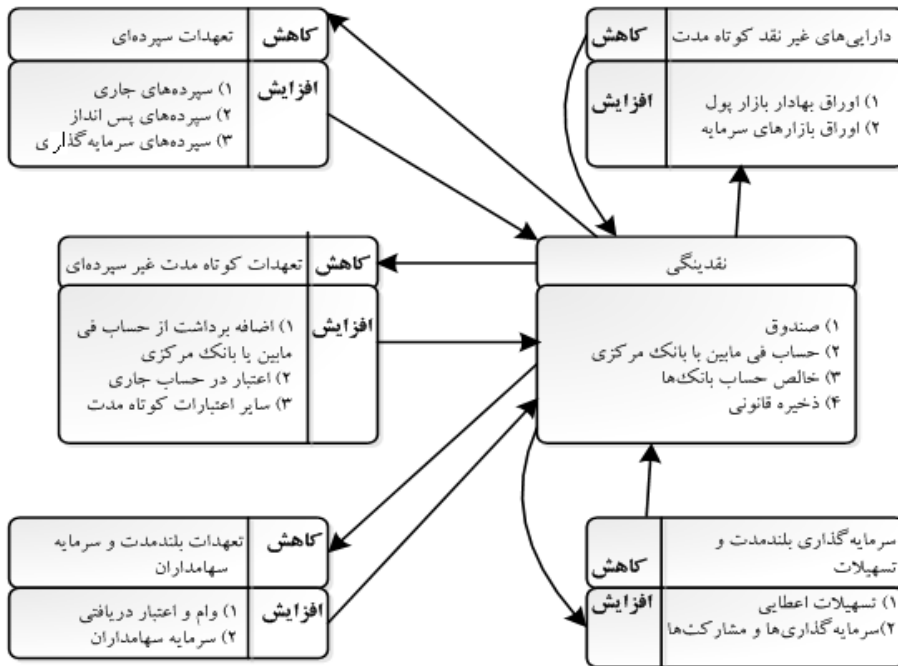 تعهدات سپرده‌ای
کاهش
افزایش
۱) سپرده‌های جاری
۲) سپرده‌های پس انداز
۳) سپرده‌های سرمایه‌گذاری
دارایی‌های غیر نقد کوتاه مدت
کاهش
افزایش
۱) اوراق بهادار بازار پول
۲) اوراق بازارهای سرمایه
تعهدات کوتاه مدت غیر سپرده‌ای
کاهش
افزایش
۱) اضافه برداشت از حساب فی
مابین با بانک مرکزی
۲) اعتبار در حساب جاری
۳) سایر اعتبارات کوتاه مدت
نقدینگی
۱) صندوق
۲) حساب فی مابین با بانک مرکزی
۳) خالص حساب بانک‌ها
۴) ذخیره قانونی
تعهدات بلندمدت و سرمایه
سهامداران
کاهش
افزایش
۱) وام و اعتبار دریافتی
۲) سرمایه سهامداران
سرمایه‌گذاری بلندمدت و
تسهیلات
کاهش
افزایش
۱) تسهیلات اعطایی
۲)سرمایه‌گذاری‌ها و مشارکت‌ها